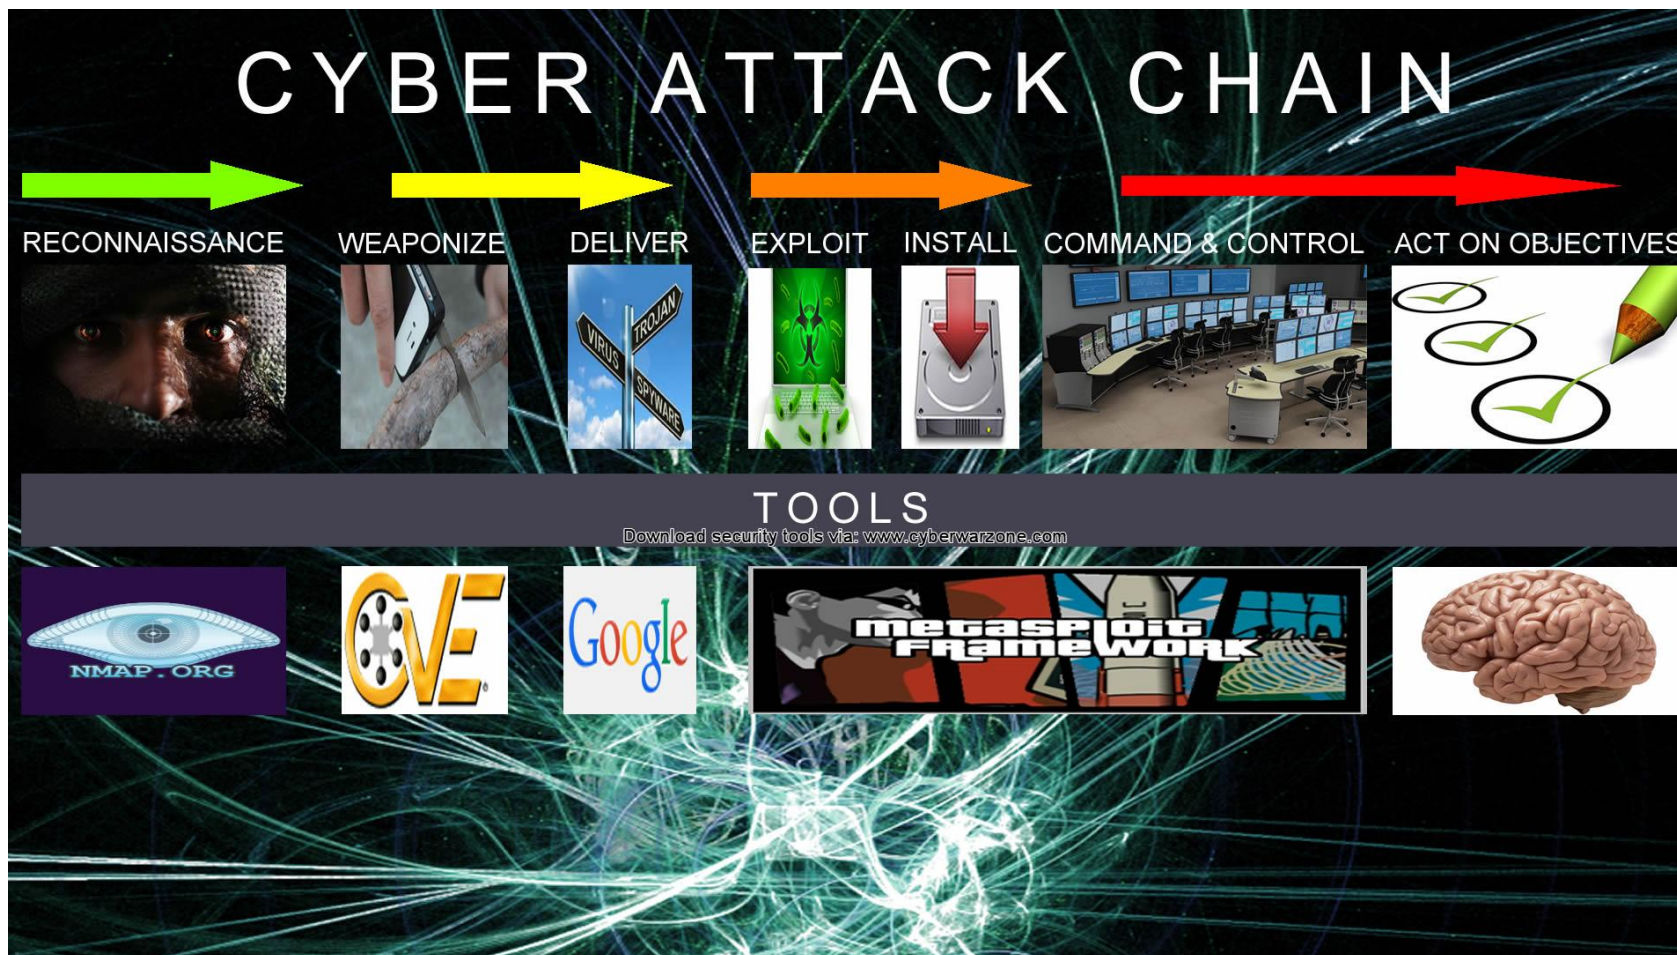 CYBER ATTACK CHAIN
RECONNAISSANCE
WEAPONIZE
DELIVER
EXPLOIT
INSTALL
COMMAND & CONTROL
ACT ON OBJECTIVES
VIRUS
TROJAN
SPYWARE
TOOLS
Download security tools via: www.cyberwarzone.com
NMAP.ORG
CVE
Google
metasploit
Framework